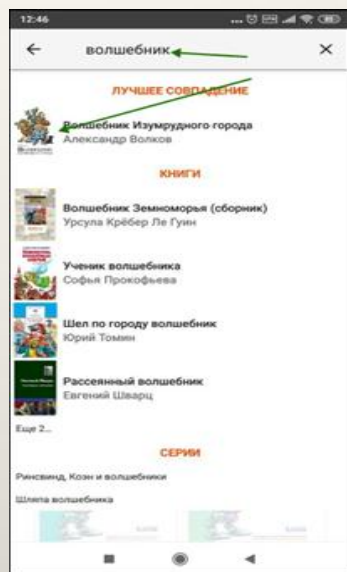 12:46
волшебник
ЛУЧШЕЕ СОВПАДЕНИЕ
Волшебник Изумрудного города
Александр Волков
КНИГИ
Волшебник Земноморья (сборник)
Урсула Крёбер Ле Гуин
Ученик волшебника
Софья Прокофьева
Шел по городу волшебник
Юрий Томин
Рассеянный волшебник
Евгений Шварц
Еще 2...
СЕРИИ
Ринсвинд, Коэн и волшебники
Шляпа волшебника